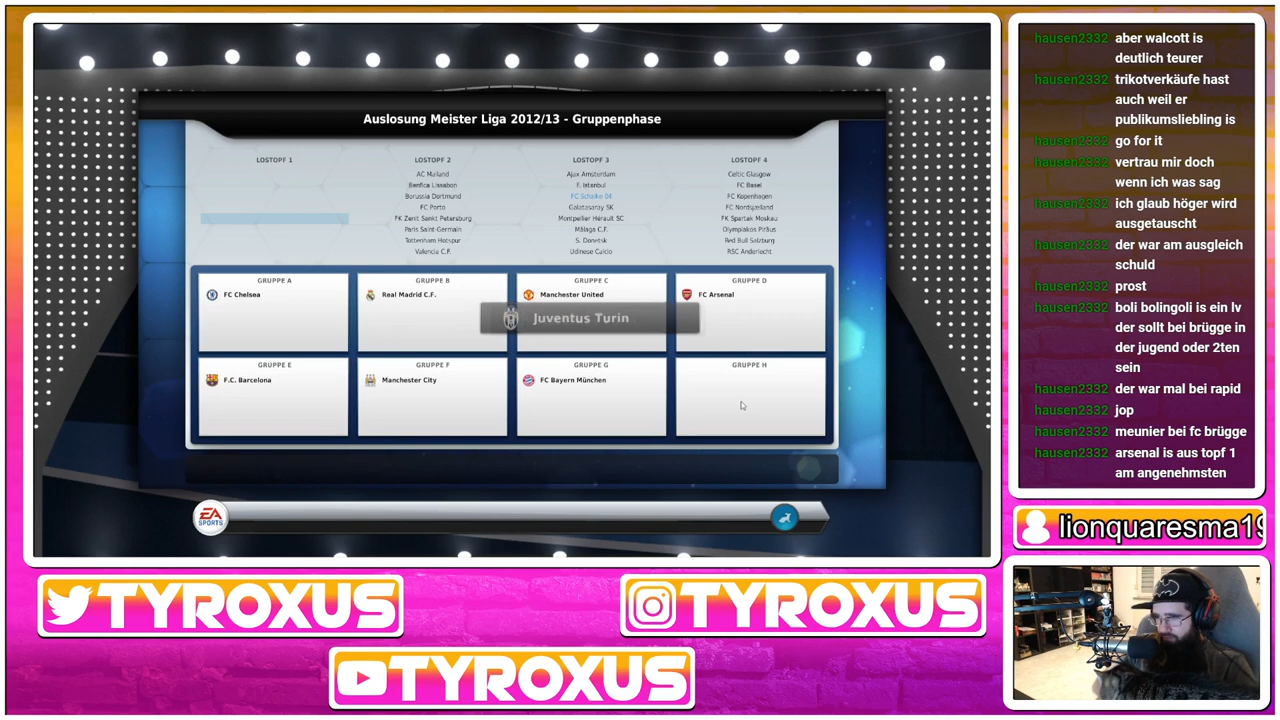 Auslosung Meister Liga 2012/13 - Gruppenphase
LOSTOPF 1
LOSTOPF 2
AC Mailand
Benfica Lissabon
Borussia Dortmund
FC Porto
FK Zenit Sankt Petersburg
Paris Saint-Germain
Tottenham Hotspur
Valencia C.F.
LOSTOPF 3
Ajax Amsterdam
F. Istanbul
FC Schalke 04
Galatasaray SK
Montpellier Hérault SC
Málaga C.F.
S. Donetsk
Udinese Calcio
LOSTOPF 4
Celtic Glasgow
FC Basel
FC Kopenhagen
FC Nordsjælland
FK Spartak Moskau
Olympiakos Piräus
Red Bull Salzburg
RSC Anderlecht
GRUPPE A
FC Chelsea
GRUPPE B
Real Madrid C.F.
GRUPPE C
Manchester United
GRUPPE D
FC Arsenal
Juventus Turin
GRUPPE E
F.C. Barcelona
GRUPPE F
Manchester City
GRUPPE G
FC Bayern München
GRUPPE H
EA
SPORTS
hausen2332 aber walcott is
deutlich teurer
hausen2332 trikotverkäufe hast
auch weil er
publikumsliebling is
hausen2332 go for it
hausen2332 vertrau mir doch
wenn ich was sag
hausen2332 ich glaub höger wird
ausgetauscht
hausen2332 der war am ausgleich
schuld
hausen2332 prost
hausen2332 boli bolingoli is ein lv
der sollt bei brügge in
der jugend oder 2ten
sein
hausen2332 der war mal bei rapid
hausen2332 jop
hausen2332 meunier bei fc brügge
hausen2332 arsenal is aus topf 1
am angenehmsten
lionquaresma19
TYROXUS
TYROXUS
TYROXUS